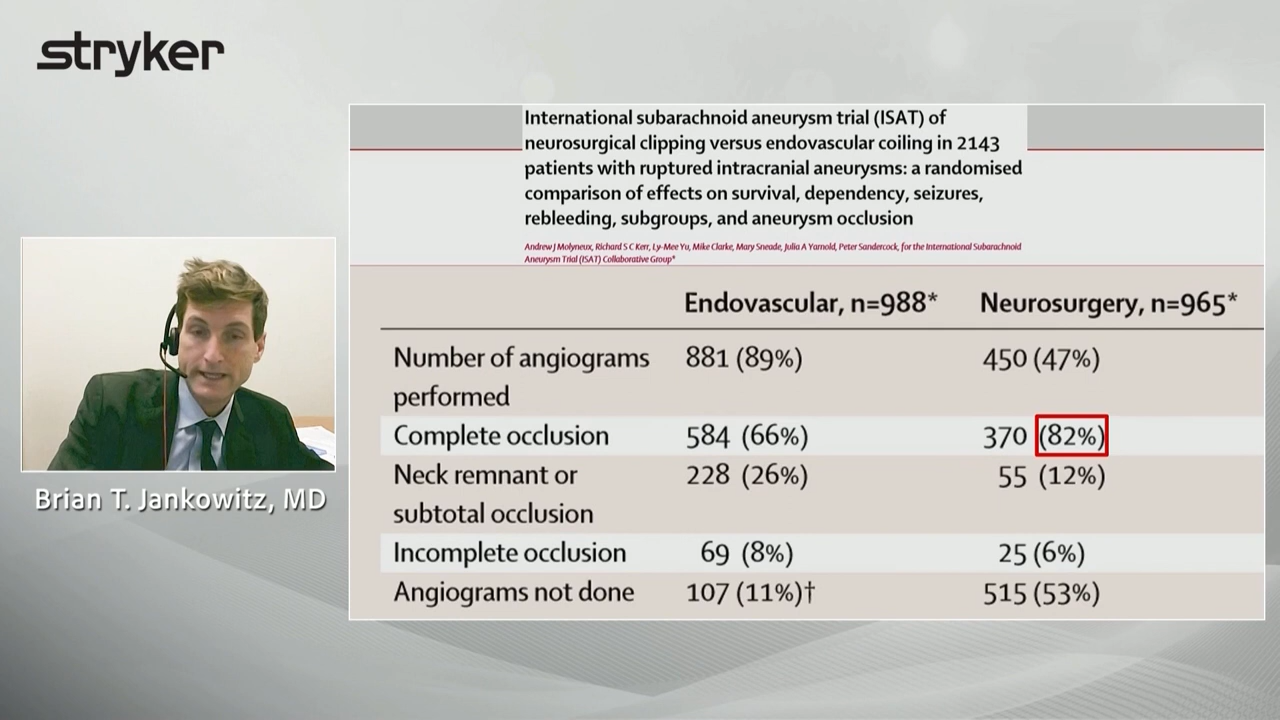 stryker
International subarachnoid aneurysm trial (ISAT) of
neurosurgical clipping versus endovascular coiling in 2143
patients with ruptured intracranial aneurysms: a randomised
comparison of effects on survival, dependency, seizures,
rebleeding, subgroups, and aneurysm occlusion
Andrew J Molyneux, Richard S C Kerr, Ly-Mee Yu, Mike Clarke, Mary Sneade, Julia A Yarnold, Peter Sandercock, for the International Subarachnoid
Aneurysm Trial (ISAT) Collaborative Group*
Endovascular, n=988* Neurosurgery, n=965*
Number of angiograms 881 (89%) 450 (47%)
performed
Complete occlusion 584 (66%) 370 (82%)
Neck remnant or 228 (26%) 55 (12%)
subtotal occlusion
Incomplete occlusion 69 (8%) 25 (6%)
Angiograms not done 107 (11%)† 515 (53%)
Brian T. Jankowitz, MD